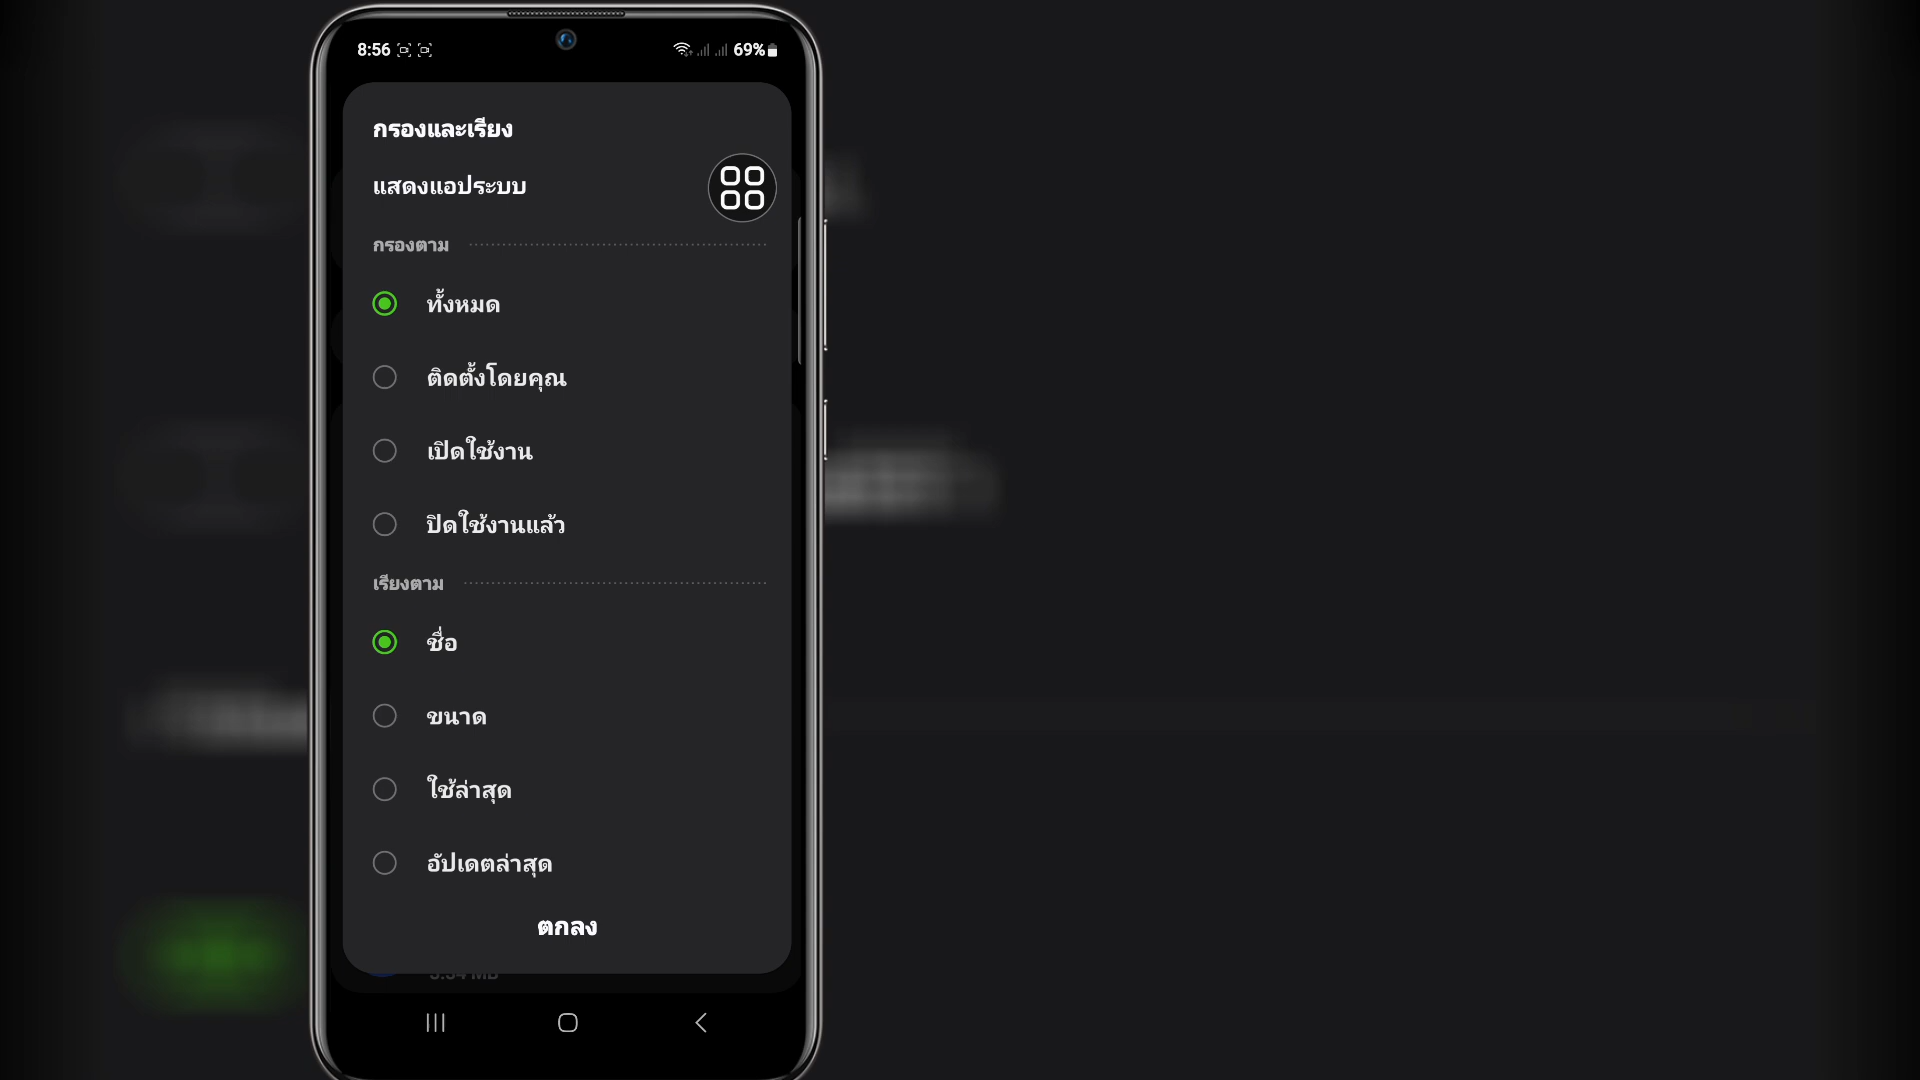 8:56
69%
กรองและเรียง
แสดงแอประบบ
กรองตาม
ทั้งหมด
ติดตั้งโดยคุณ
เปิดใช้งาน
ปิดใช้งานแล้ว
เรียงตาม
ชื่อ
ขนาด
ใช้ล่าสุด
อัปเดตล่าสุด
ตกลง